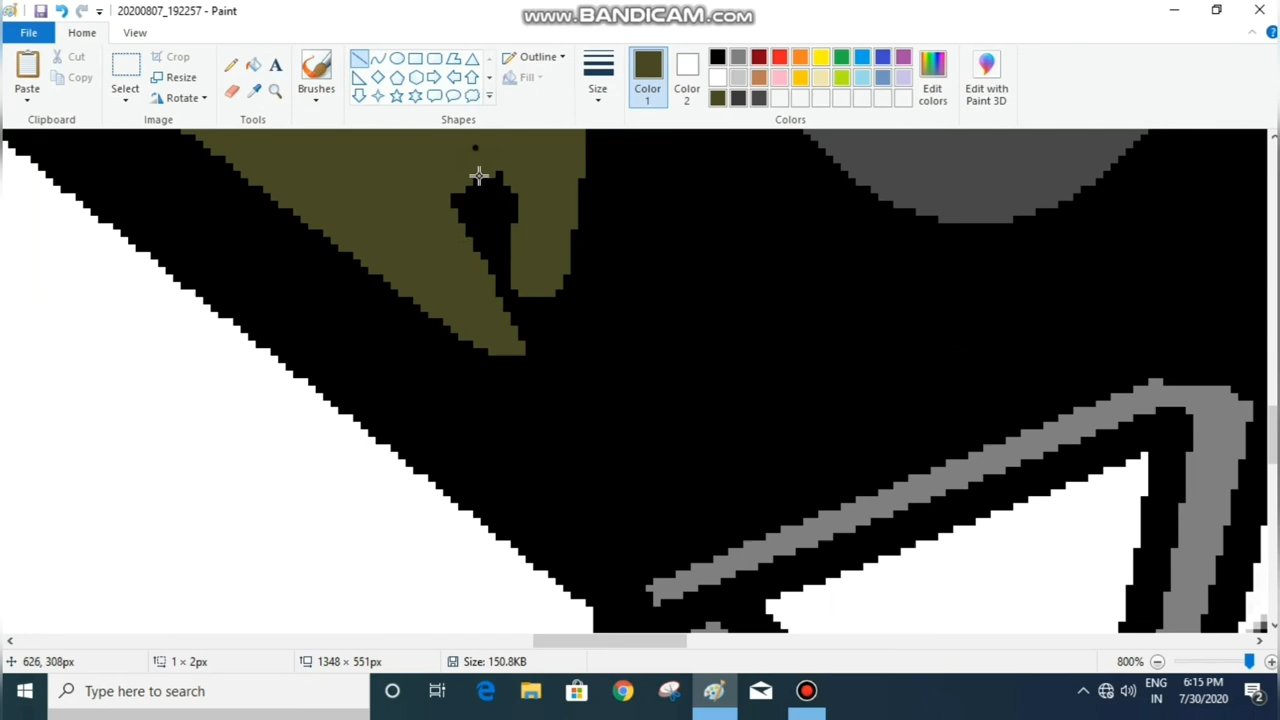 20200807_192257 - Paint
www.BANDICAM.com
File
Home
View
Paste
Cut
Copy
Clipboard
Select
Crop
Resize
Rotate
Image
A
Tools
Brushes
Outline
Fill
Shapes
Size
Color
1
Color
2
Edit
colors
Edit with
Paint 3D
Colors
626, 308px
1 × 2px
1348 × 551px
Size: 150.8KB
800%
Type here to search
ENG
IN
6:15 PM
7/30/2020
2